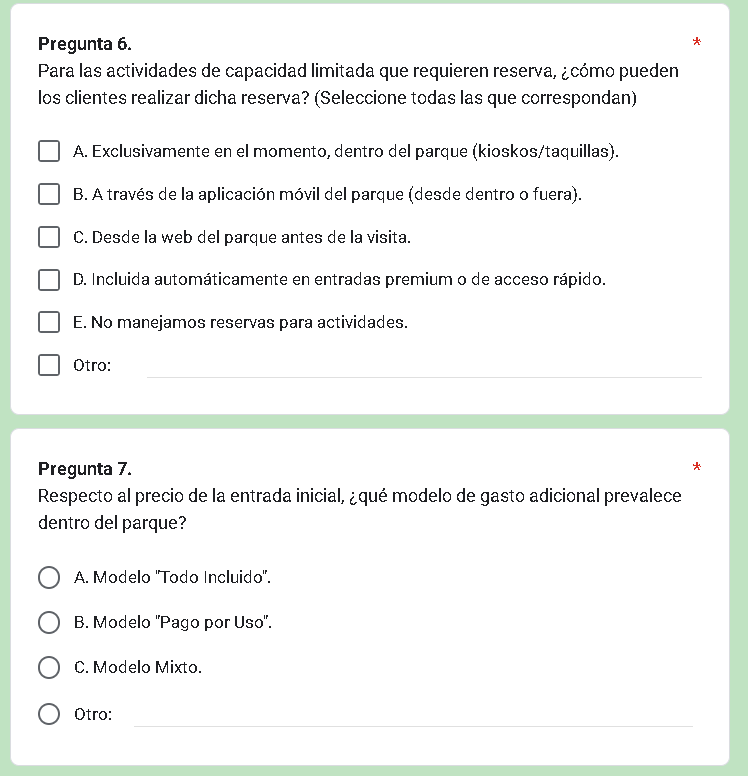 Pregunta 6. *
Para las actividades de capacidad limitada que requieren reserva, ¿cómo pueden
los clientes realizar dicha reserva? (Seleccione todas las que correspondan)
A. Exclusivamente en el momento, dentro del parque (kioskos/taquillas).
B. A través de la aplicación móvil del parque (desde dentro o fuera).
C. Desde la web del parque antes de la visita.
D. Incluida automáticamente en entradas premium o de acceso rápido.
E. No manejamos reservas para actividades.
Otro:
Pregunta 7. *
Respecto al precio de la entrada inicial, ¿qué modelo de gasto adicional prevalece
dentro del parque?
A. Modelo "Todo Incluido".
B. Modelo "Pago por Uso".
C. Modelo Mixto.
Otro: